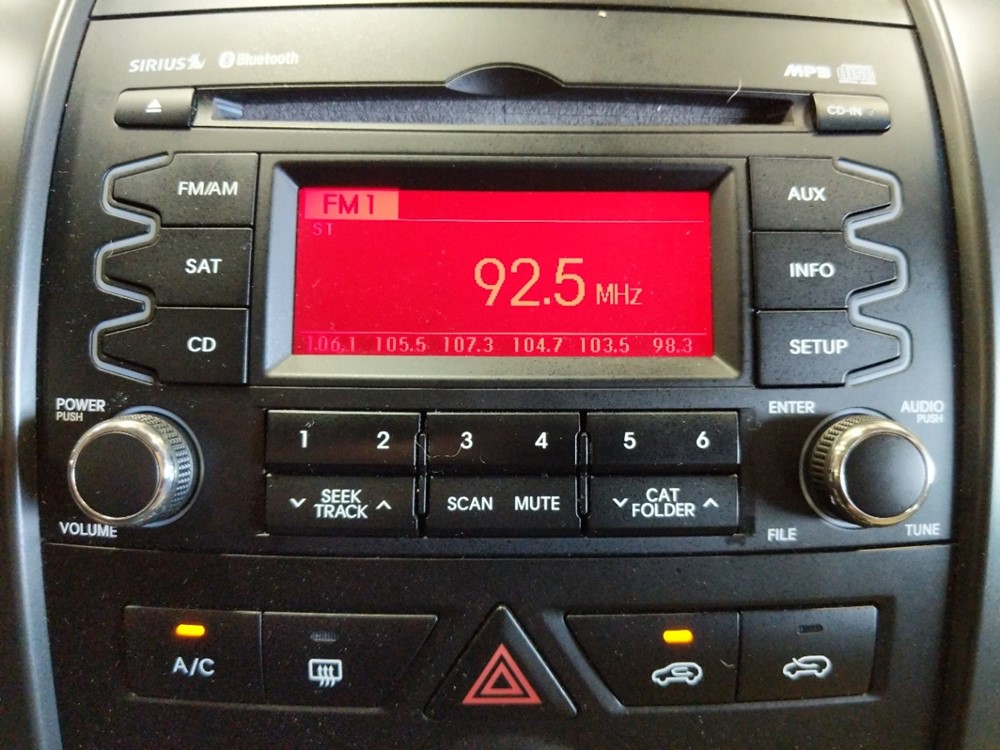 SIRIUS Bluetooth
MP3 disc
CD-IN
FM/AM
AUX
FM1
ST
SAT
INFO
92.5 MHz
CD
SETUP
106.1 105.5 107.3 104.7 103.5 98.3
POWER
PUSH
ENTER
AUDIO
PUSH
1 2 3 4 5 6
SEEK
TRACK
SCAN MUTE
CAT
FOLDER
VOLUME
FILE
TUNE
A/C